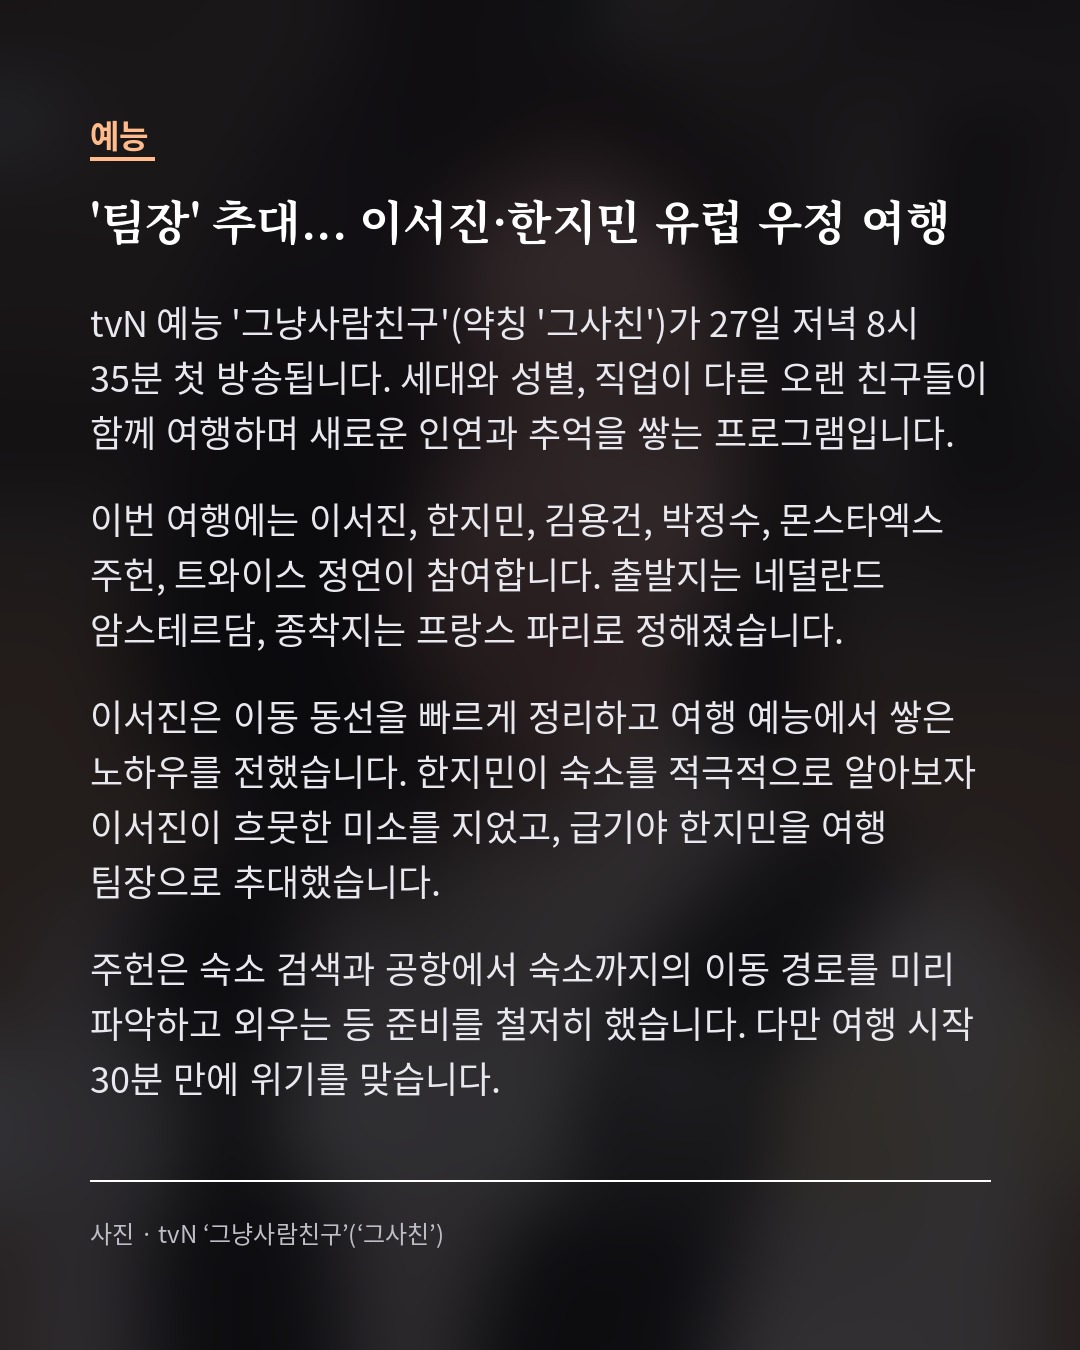 예능
'팀장' 추대... 이서진·한지민 유럽 우정 여행
tvN 예능 '그냥사람친구'(약칭 '그사친')가 27일 저녁 8시
35분 첫 방송됩니다. 세대와 성별, 직업이 다른 오랜 친구들이
함께 여행하며 새로운 인연과 추억을 쌓는 프로그램입니다.
이번 여행에는 이서진, 한지민, 김용건, 박정수, 몬스타엑스
주헌, 트와이스 정연이 참여합니다. 출발지는 네덜란드
암스테르담, 종착지는 프랑스 파리로 정해졌습니다.
이서진은 이동 동선을 빠르게 정리하고 여행 예능에서 쌓은
노하우를 전했습니다. 한지민이 숙소를 적극적으로 알아보자
이서진이 흐뭇한 미소를 지었고, 급기야 한지민을 여행
팀장으로 추대했습니다.
주헌은 숙소 검색과 공항에서 숙소까지의 이동 경로를 미리
파악하고 외우는 등 준비를 철저히 했습니다. 다만 여행 시작
30분 만에 위기를 맞습니다.
사진 · tvN ‘그냥사람친구’(‘그사친’)